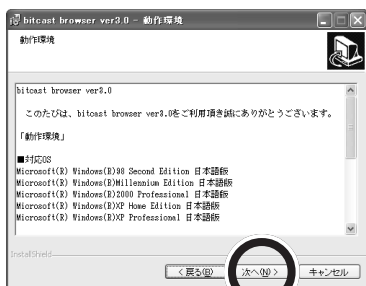 bitcast browser ver3.0 - 動作環境
動作環境
bitcast browser ver3.0
このたびは、bitcast browser ver3.0をご利用頂き誠にありがとうございます。
「動作環境」
■対応OS
Microsoft(R) Windows(R)98 Second Edition 日本語版
Microsoft(R) Windows(R)Millennium Edition 日本語版
Microsoft(R) Windows(R)2000 Professional 日本語版
Microsoft(R) Windows(R)XP Home Edition 日本語版
Microsoft(R) Windows(R)XP Professional 日本語版
InstallShield
< 戻る(B) 次へ(N) > キャンセル